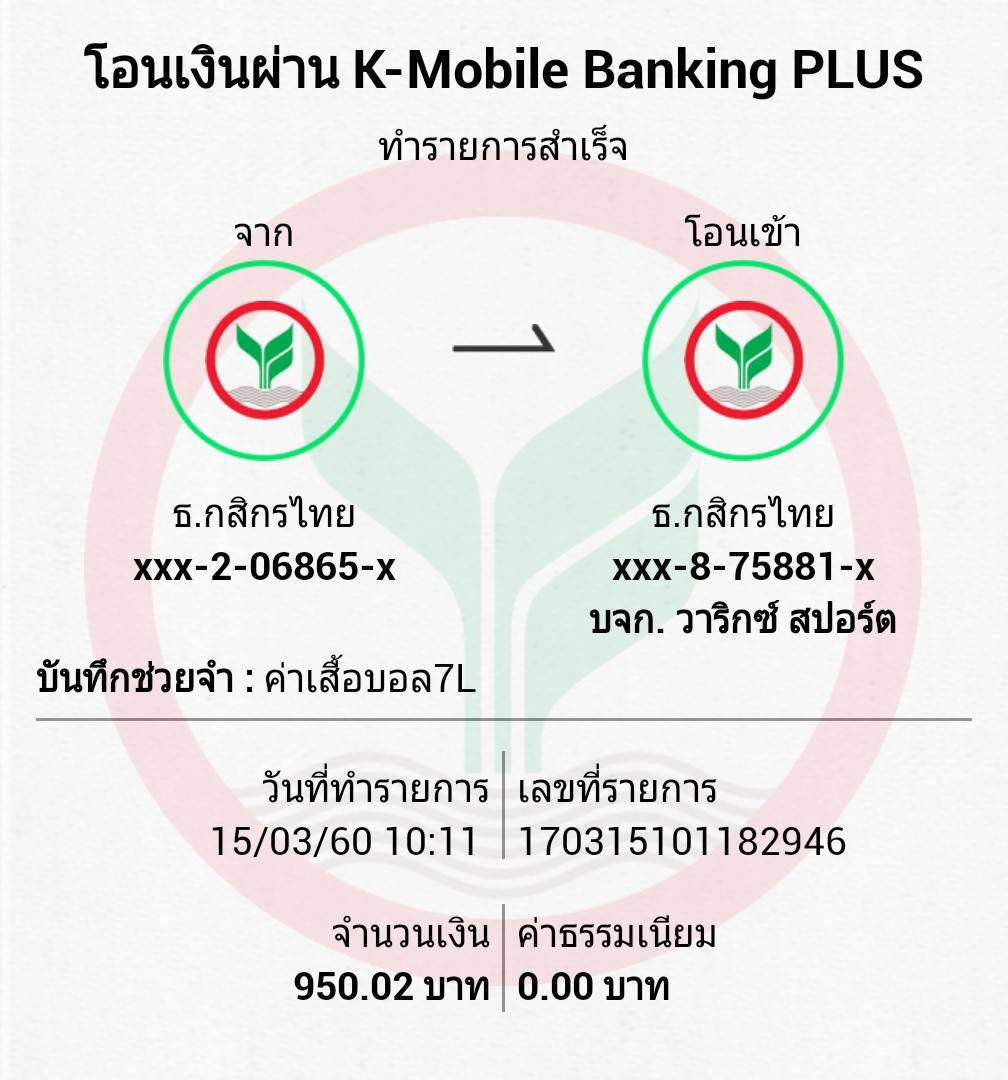 โอนเงินผ่าน K-Mobile Banking PLUS
ทำรายการสำเร็จ
จาก
โอนเข้า
ธ.กสิกรไทย
xxx-2-06865-x
ธ.กสิกรไทย
xxx-8-75881-x
บจก. วาริกซ์ สปอร์ต
บันทึกช่วยจำ : ค่าเสื้อบอล7L
วันที่ทำรายการ
15/03/60 10:11
เลขที่รายการ
170315101182946
จำนวนเงิน
950.02 บาท
ค่าธรรมเนียม
0.00 บาท